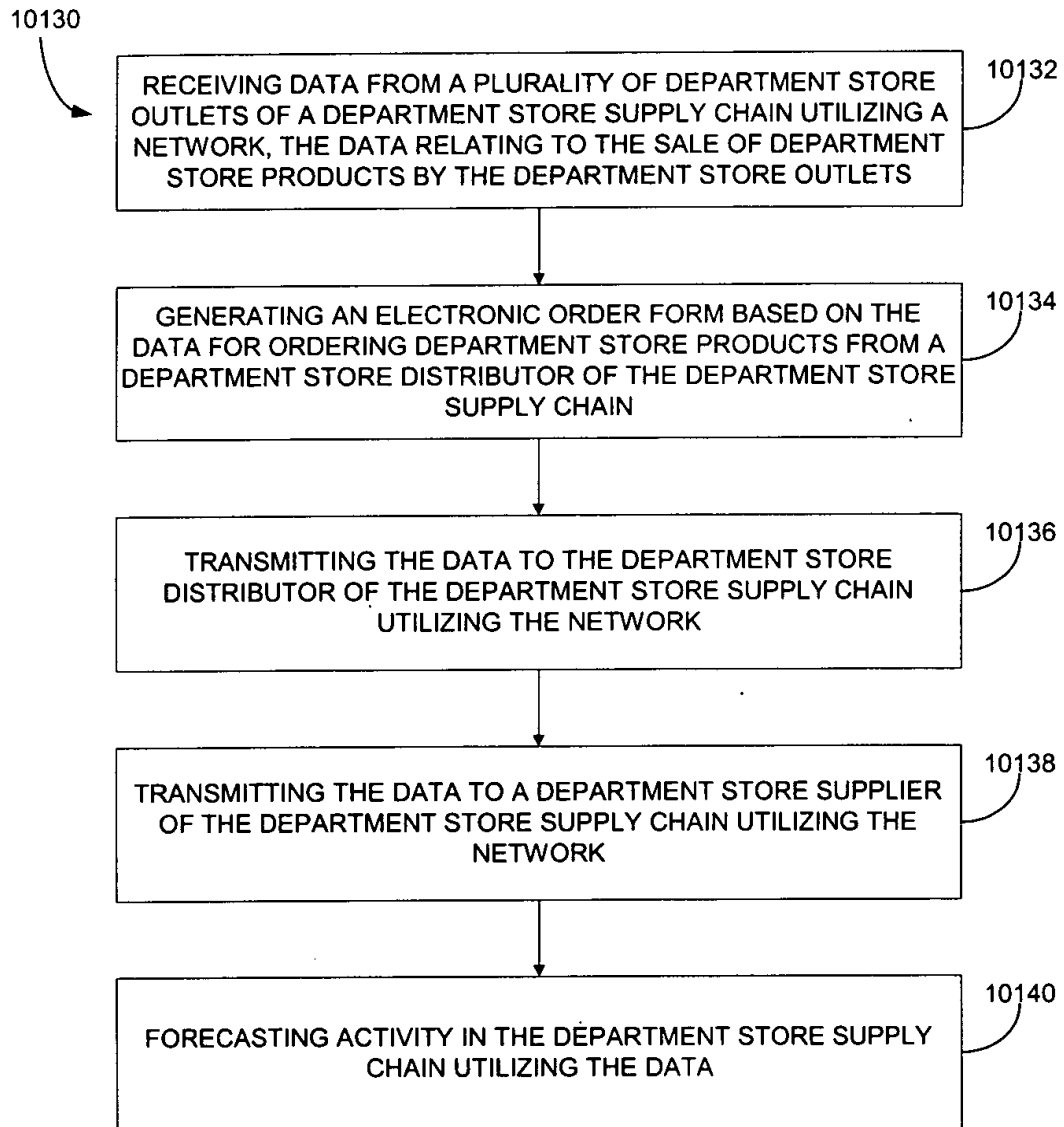 10130
RECEIVING DATA FROM A PLURALITY OF DEPARTMENT STORE
OUTLETS OF A DEPARTMENT STORE SUPPLY CHAIN UTILIZING A
NETWORK, THE DATA RELATING TO THE SALE OF DEPARTMENT
STORE PRODUCTS BY THE DEPARTMENT STORE OUTLETS
10132
GENERATING AN ELECTRONIC ORDER FORM BASED ON THE
DATA FOR ORDERING DEPARTMENT STORE PRODUCTS FROM A
DEPARTMENT STORE DISTRIBUTOR OF THE DEPARTMENT STORE
SUPPLY CHAIN
10134
TRANSMITTING THE DATA TO THE DEPARTMENT STORE
DISTRIBUTOR OF THE DEPARTMENT STORE SUPPLY CHAIN
UTILIZING THE NETWORK
10136
TRANSMITTING THE DATA TO A DEPARTMENT STORE SUPPLIER
OF THE DEPARTMENT STORE SUPPLY CHAIN UTILIZING THE
NETWORK
10138
FORECASTING ACTIVITY IN THE DEPARTMENT STORE SUPPLY
CHAIN UTILIZING THE DATA
10140